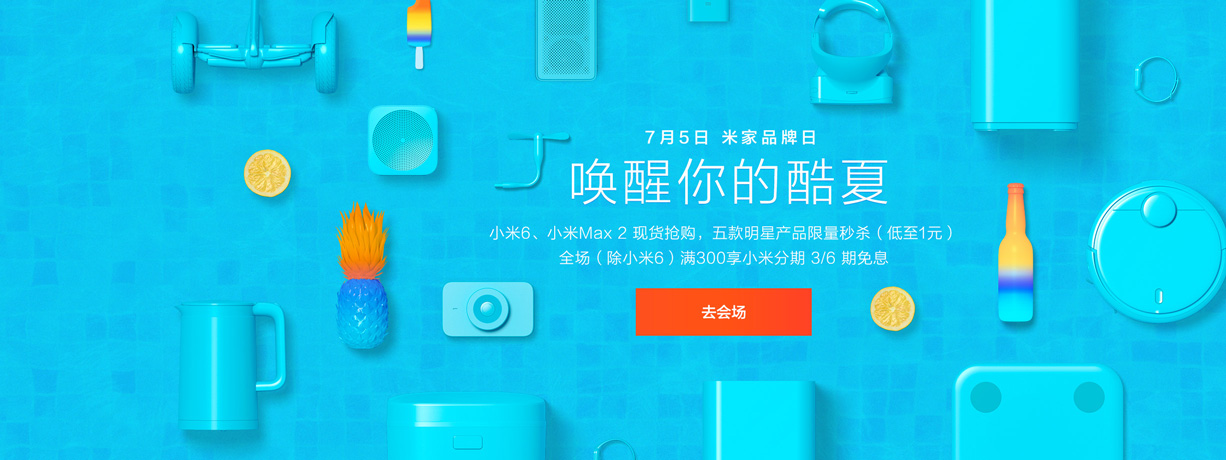 7月5日 米家品牌日
唤醒你的酷夏
小米6、小米Max 2 现货抢购，五款明星产品限量秒杀（低至1元）
全场（除小米6）满300享小米分期 3/6 期免息
去会场